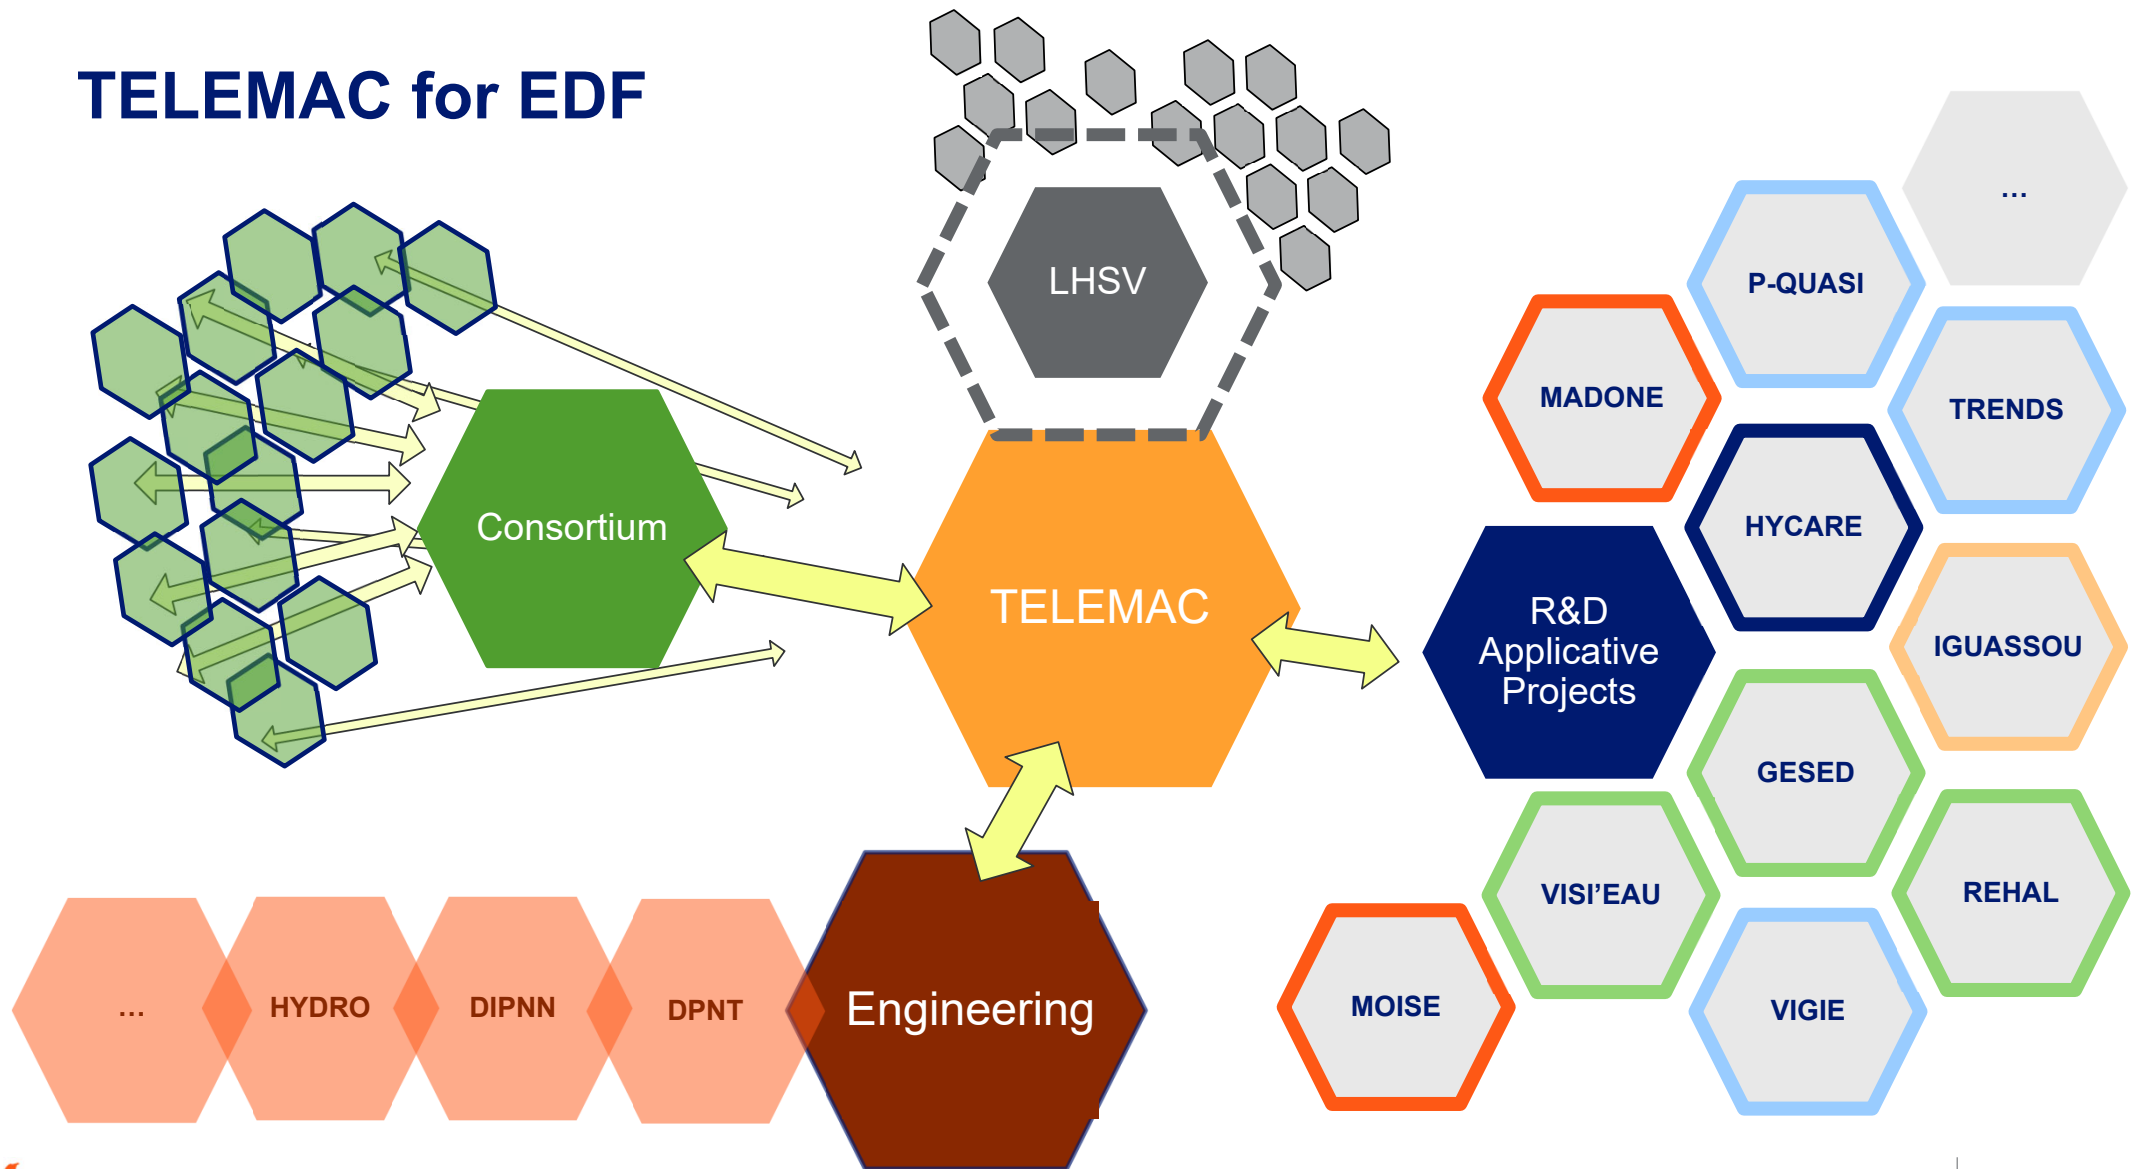 TELEMAC for EDF
LHSV
Consortium
TELEMAC
R&D
Applicative
Projects
...
P-QUASI
MADONE
TRENDS
HYCARE
IGUASSOU
GESED
VISI’EAU
REHAL
MOISE
VIGIE
...
HYDRO
DIPNN
DPNT
Engineering